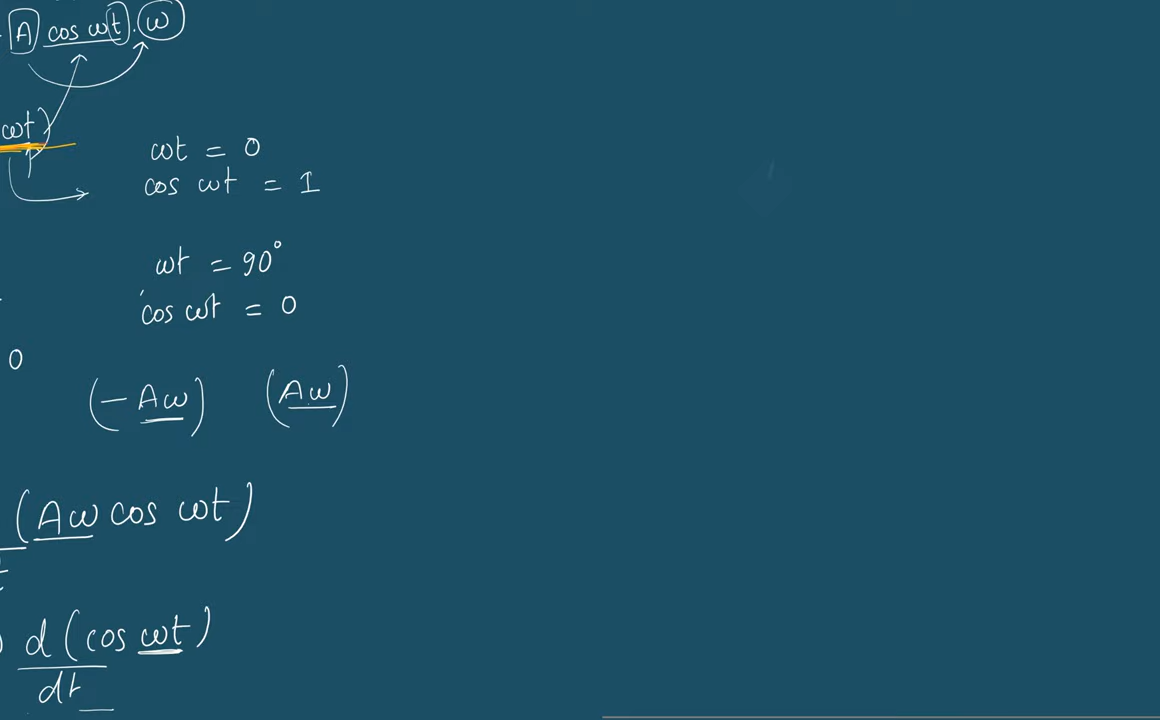 A cos ωt . ω
ωt)
ωt = 0
cos ωt = 1
ωt = 90°
cos ωt = 0
0
(- Aω) (Aω)
(Aω cos ωt)
d (cos ωt)
dt